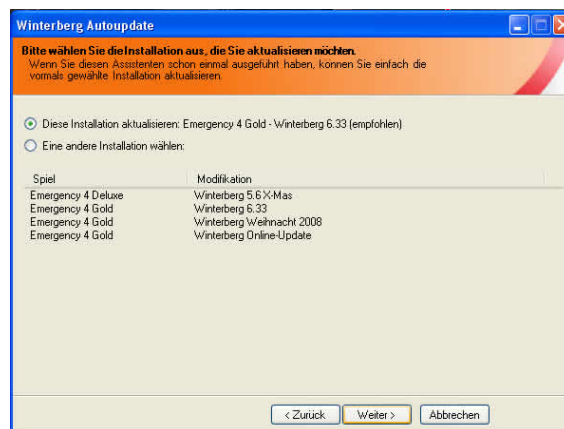 Winterberg Autoupdate
Bitte wählen Sie die Installation aus, die Sie aktualisieren möchten.
Wenn Sie diesen Assistenten schon einmal ausgeführt haben, können Sie einfach die
vormals gewählte Installation aktualisieren.
Diese Installation aktualisieren: Emergency 4 Gold - Winterberg 6.33 (empfohlen)
Eine andere Installation wählen:
Spiel Modifikation
Emergency 4 Deluxe Winterberg 5.6 X-Mas
Emergency 4 Gold Winterberg 6.33
Emergency 4 Gold Winterberg Weihnacht 2008
Emergency 4 Gold Winterberg Online-Update
< Zurück Weiter > Abbrechen